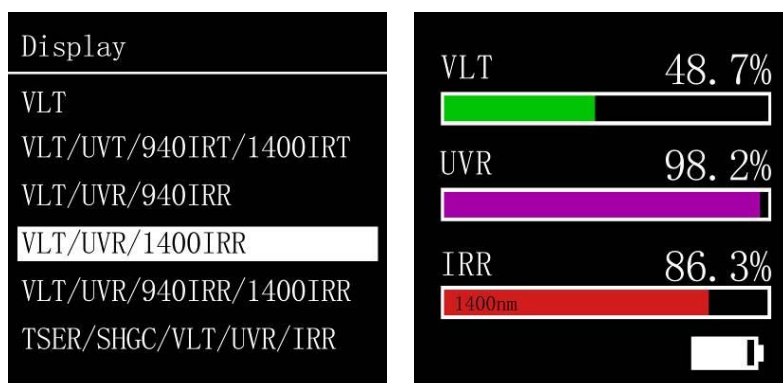 Display
VLT
VLT/UVT/940IRT/1400IRT
VLT/UVR/940IRR
VLT/UVR/1400IRR
VLT/UVR/940IRR/1400IRR
TSER/SHGC/VLT/UVR/IRR
VLT 48.7%
UVR 98.2%
IRR 86.3%
1400nm